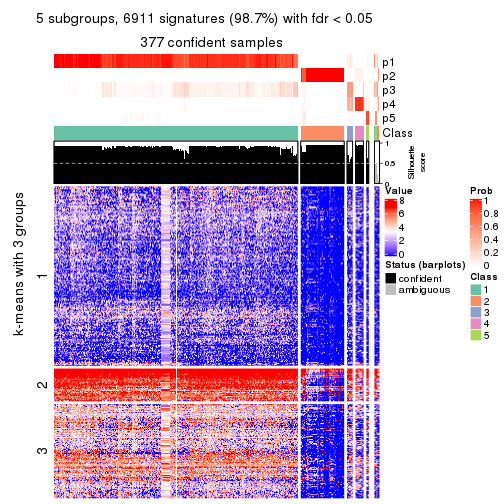 5 subgroups, 6911 signatures (98.7%) with fdr < 0.05
377 confident samples
p1
p2
p3
p4
p5
Class
1
0.5
0
Silhouette
score
k-means with 3 groups
1
2
3
Value
8
6
4
2
0
Status (barplots)
confident
ambiguous
Prob
1
0.8
0.6
0.4
0.2
0
Class
1
2
3
4
5